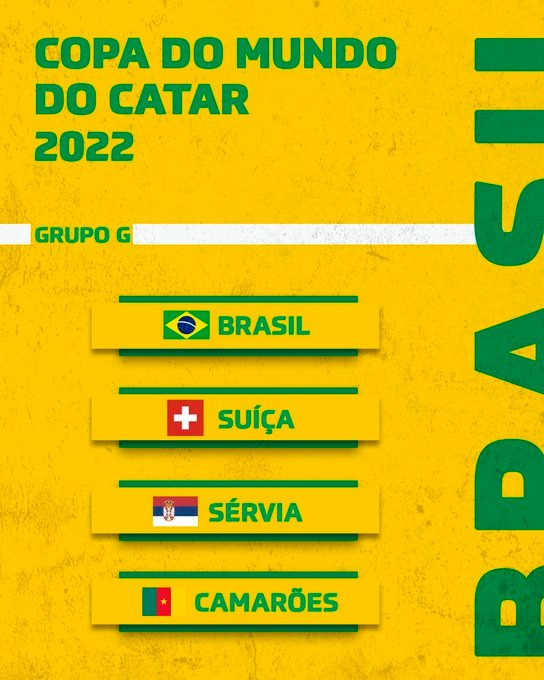 COPA DO MUNDO
DO CATAR
2022
GRUPO G
BRASIL
SUÍÇA
SÉRVIA
CAMARÕES
BRASIL